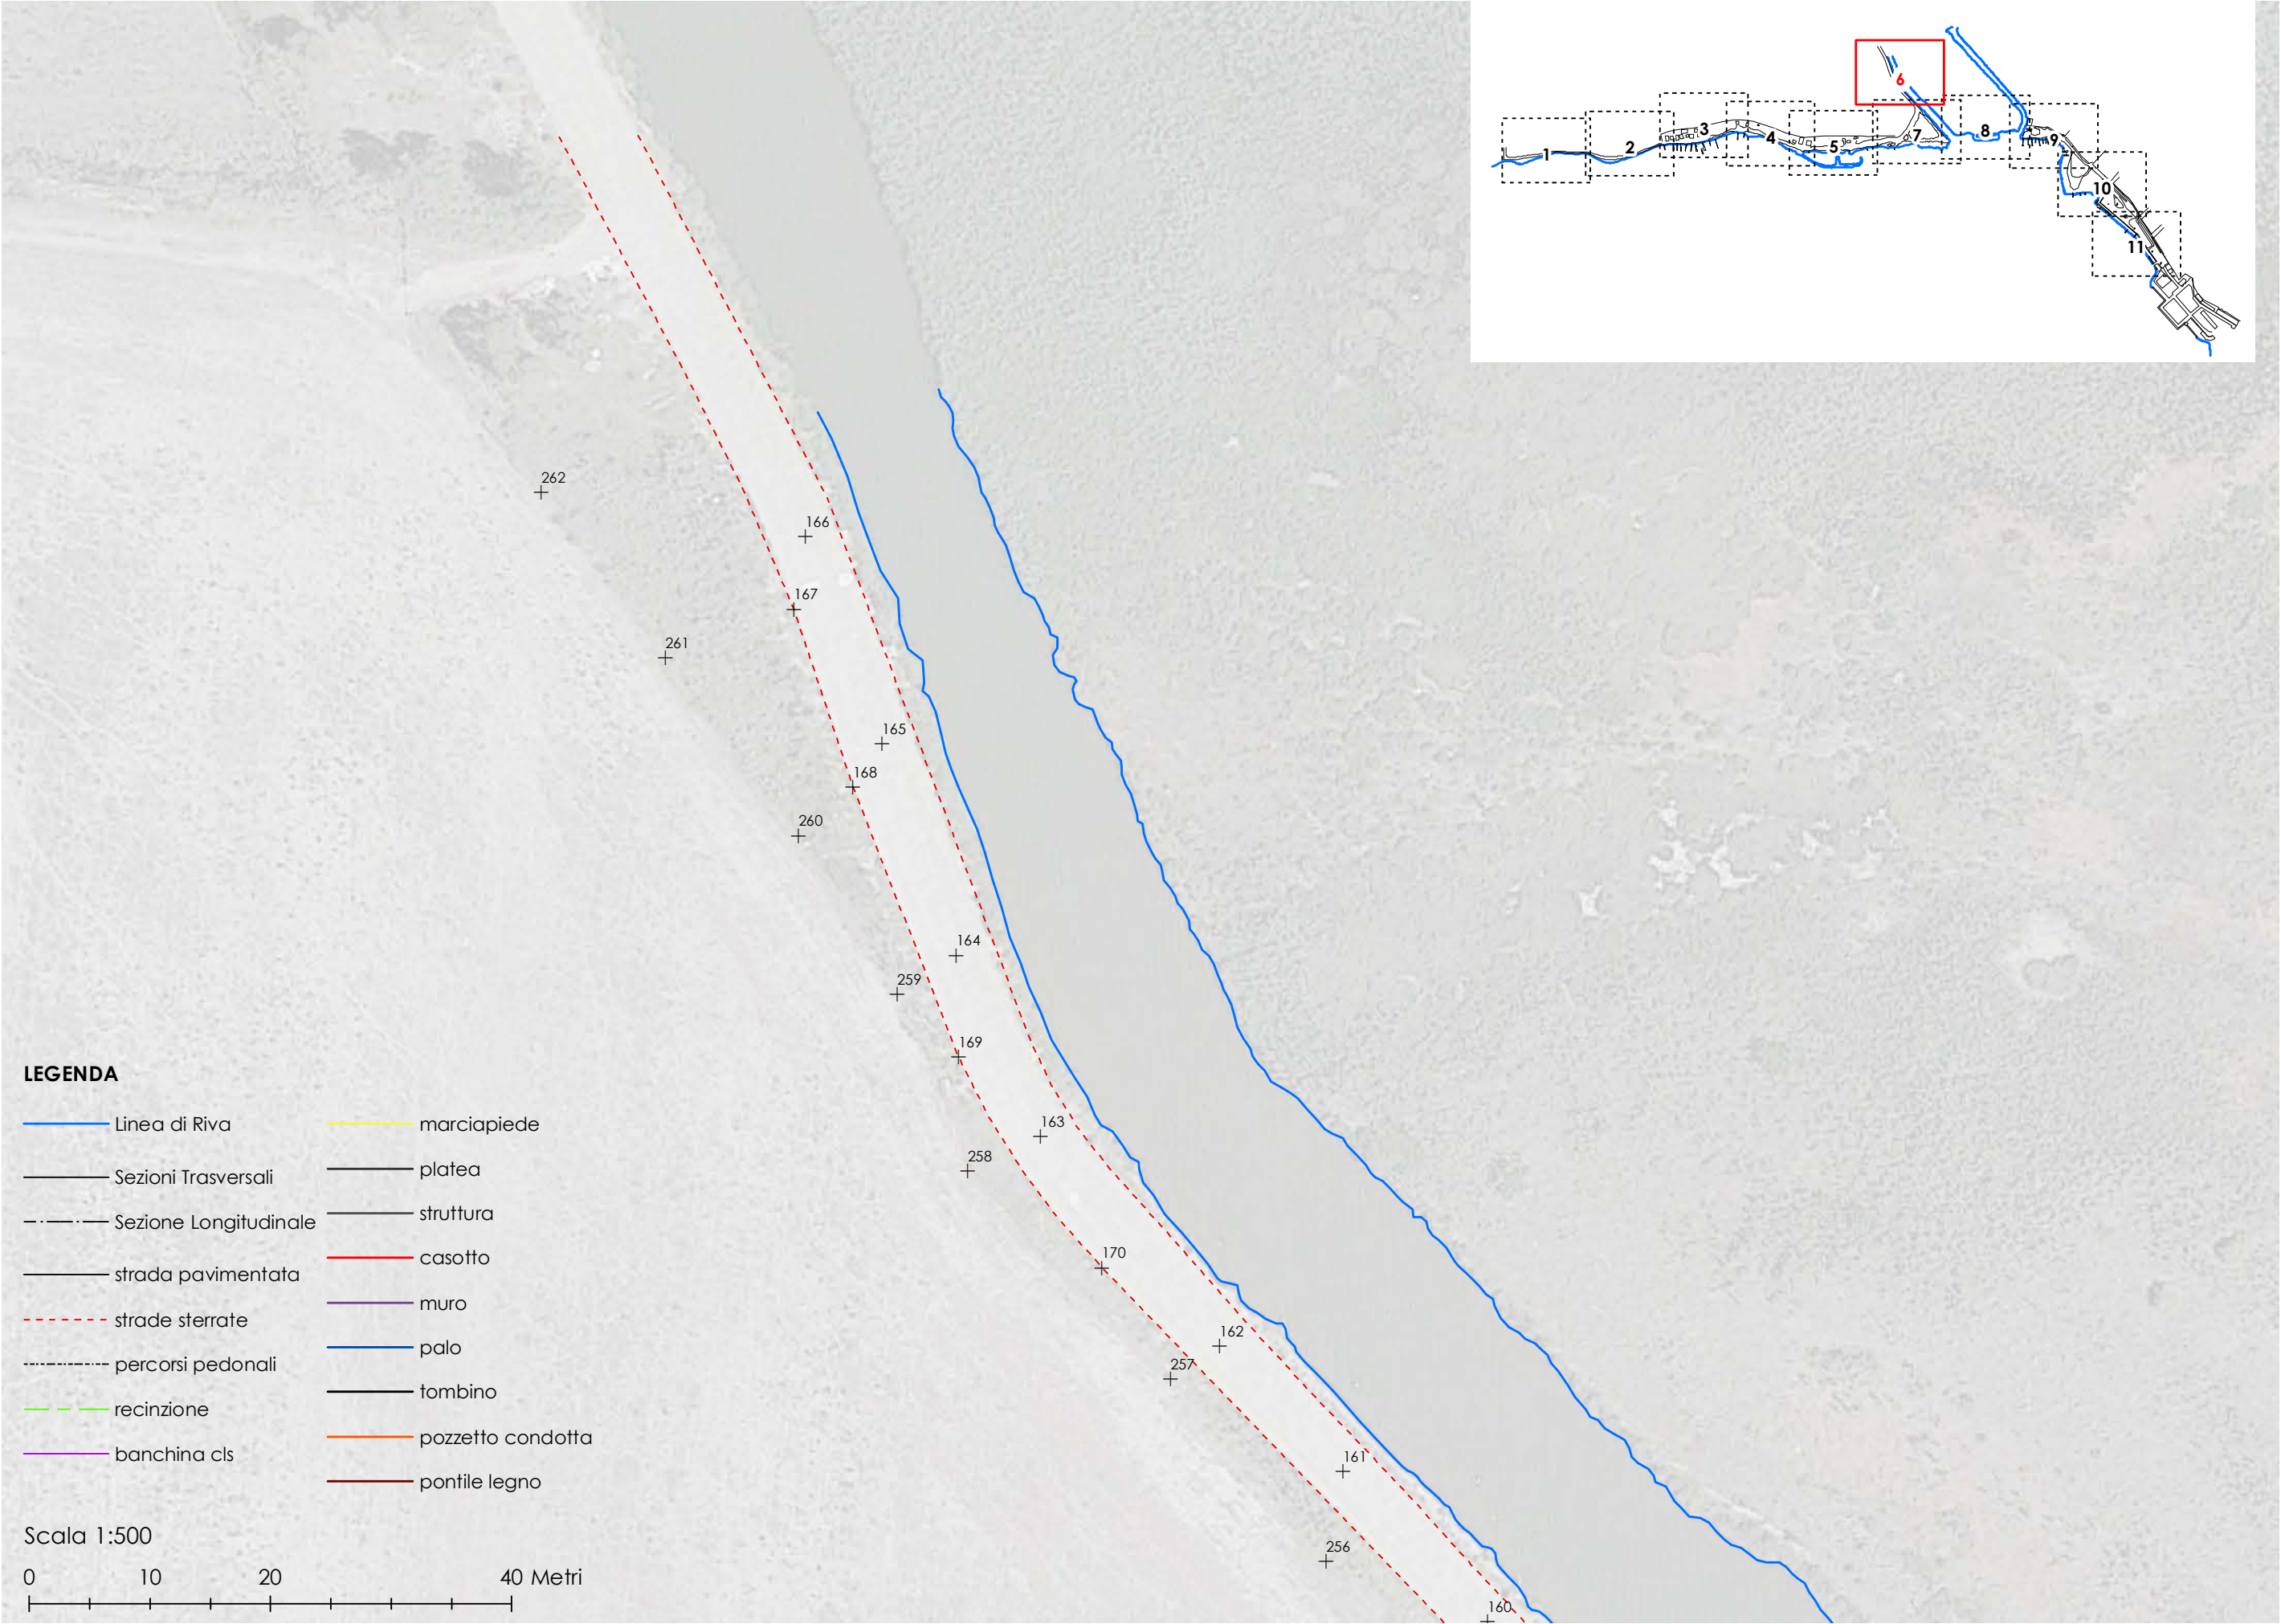 6
3
8
4
7
9
5
2
1
10
11
262
166
167
261
165
168
260
164
259
169
163
258
170
162
257
161
256
160
LEGENDA
Linea di Riva
Sezioni Trasversali
Sezione Longitudinale
strada pavimentata
strade sterrate
percorsi pedonali
recinzione
banchina cls
marciapiede
platea
struttura
casotto
muro
palo
tombino
pozzetto condotta
pontile legno
Scala 1:500
0 10 20 40 Metri